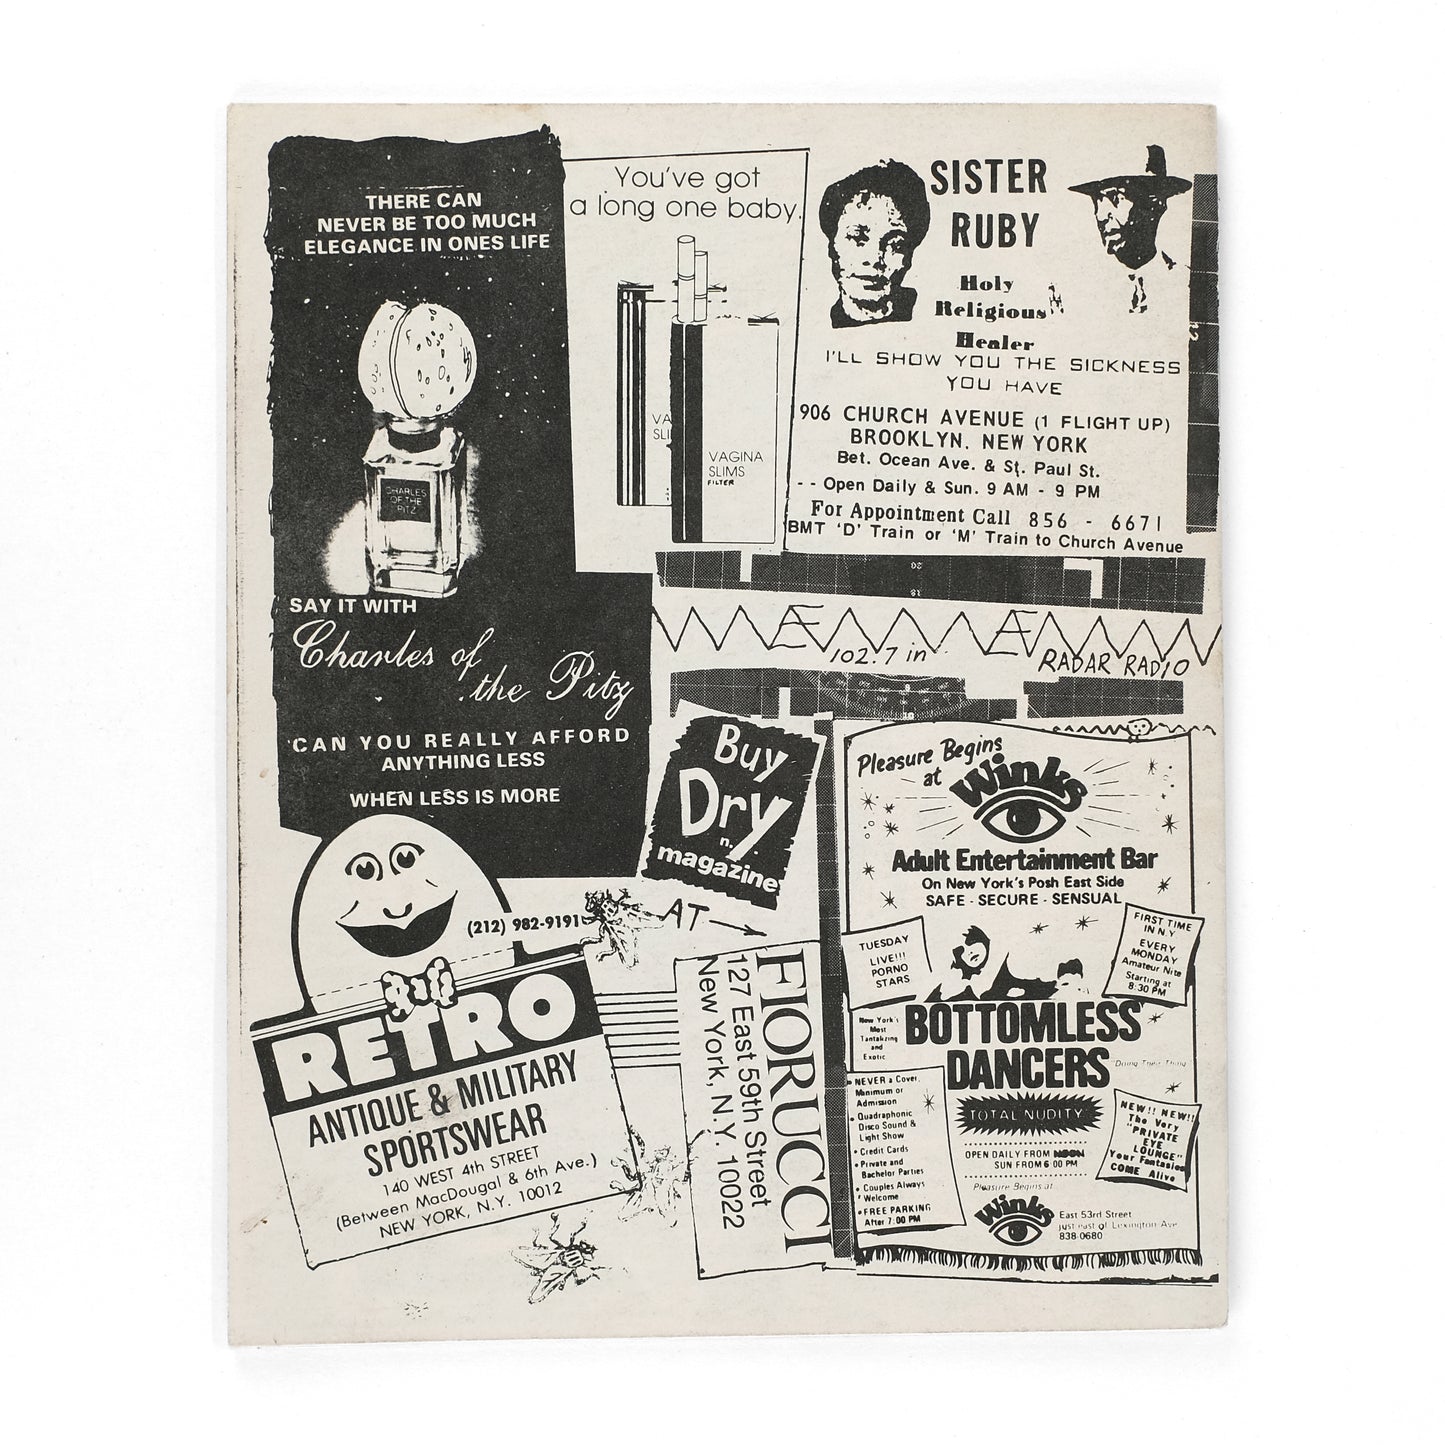 THERE CAN
NEVER BE TOO MUCH
ELEGANCE IN ONES LIFE
CHARLES
OF THE
PITZ
SAY IT WITH
Charles of
the Pitz
CAN YOU REALLY AFFORD
ANYTHING LESS
WHEN LESS IS MORE
You've got
a long one baby.
VA
SLI
VAGINA
SLIMS
FILTER
SISTER
RUBY
Holy
Religious
Healer
I'LL SHOW YOU THE SICKNESS
YOU HAVE
906 CHURCH AVENUE (1 FLIGHT UP)
BROOKLYN, NEW YORK
Bet. Ocean Ave. & St. Paul St.
-- Open Daily & Sun. 9 AM - 9 PM
For Appointment Call 856 - 6671
BMT 'D' Train or 'M' Train to Church Avenue
22
20
18
102.7 in
RADAR RADIO
Buy
Dry
magazine
AT
FIORUCCI
127 East 59th Street
New York, N.Y. 10022
(212) 982-9191
RETRO
ANTIQUE & MILITARY
SPORTSWEAR
140 WEST 4th STREET
(Between MacDougal & 6th Ave.)
NEW YORK, N.Y. 10012
Pleasure Begins
at Winks
Adult Entertainment Bar
On New York's Posh East Side
SAFE - SECURE - SENSUAL
TUESDAY
LIVE!!!
PORNO
STARS
FIRST TIME
IN N.Y
EVERY
MONDAY
Amateur Nite
Starting at
8:30 PM
New York's
Most
Tantalizing
and
Exotic
BOTTOMLESS
DANCERS
"Doing Their Thing"
TOTAL NUDITY
OPEN DAILY FROM NOON
SUN FROM 6:00 PM
• NEVER a Cover,
Minimum or
Admission
• Quadraphonic
Disco Sound &
Light Show
• Credit Cards
• Private and
Bachelor Parties
• Couples Always
Welcome
• FREE PARKING
After 7:00 PM
NEW!! NEW!!
The Very
"PRIVATE
EYE
LOUNGE"
Your Fantasies
COME Alive
Pleasure Begins at
Winks
East 53rd Street
just east of Lexington Ave
838-0680